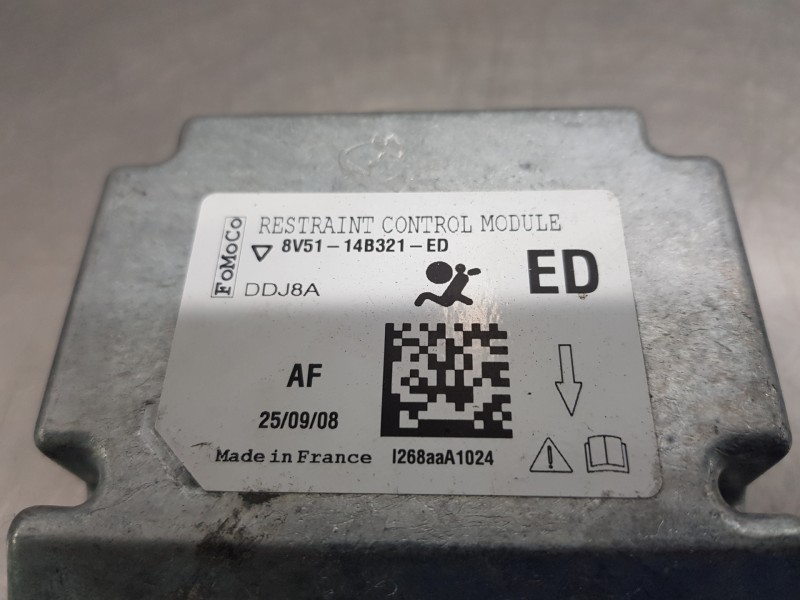 FoMoCo
RESTRAINT CONTROL MODULE
8V51-14B321-ED
DDJ8A
ED
AF
25/09/08
Made in France
I268aaA1024